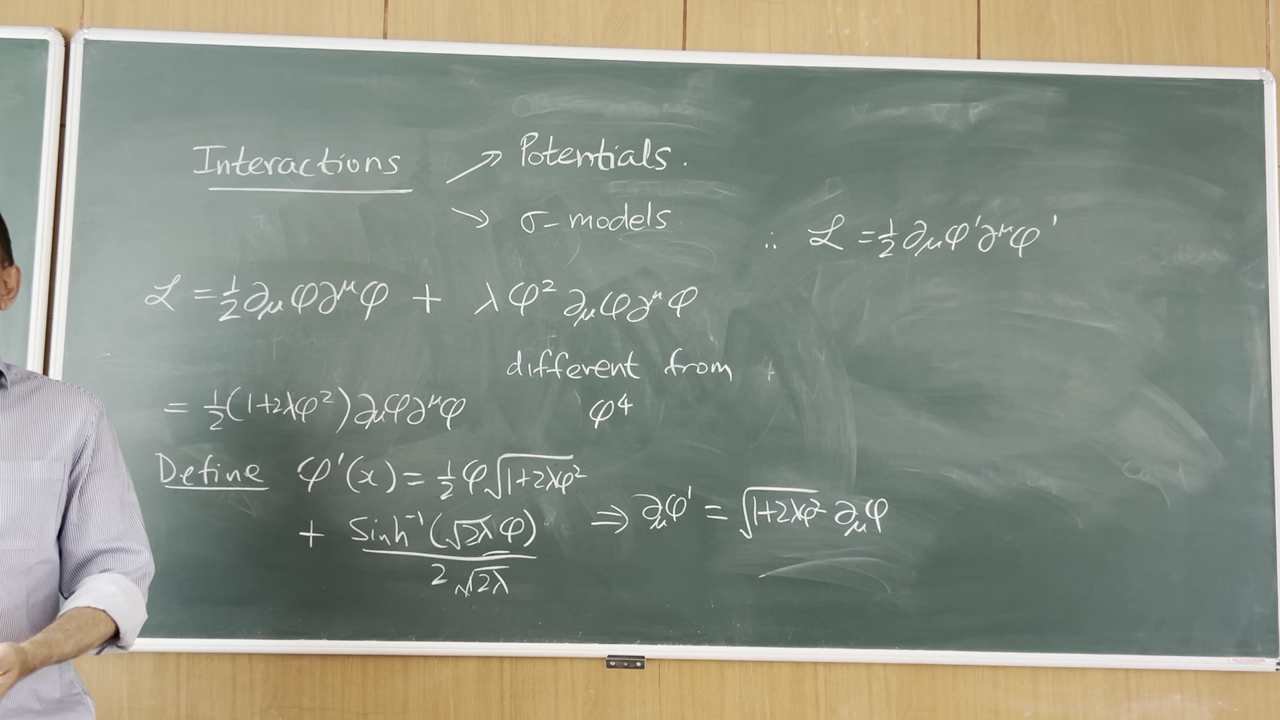 Interactions ↗ Potentials.
↘ σ-models
ℒ = ½ ∂μφ∂^μφ + λφ² ∂μφ∂^μφ
different from
φ⁴
= ½(1+2λφ²) ∂μφ∂^μφ
Define φ'(x) = ½ φ√(1+2λφ²)
+ Sinh⁻¹(√2λ φ) / 2√2λ ⇒ ∂μφ' = √(1+2λφ²) ∂μφ
∴ ℒ = ½ ∂μφ'∂^μφ'